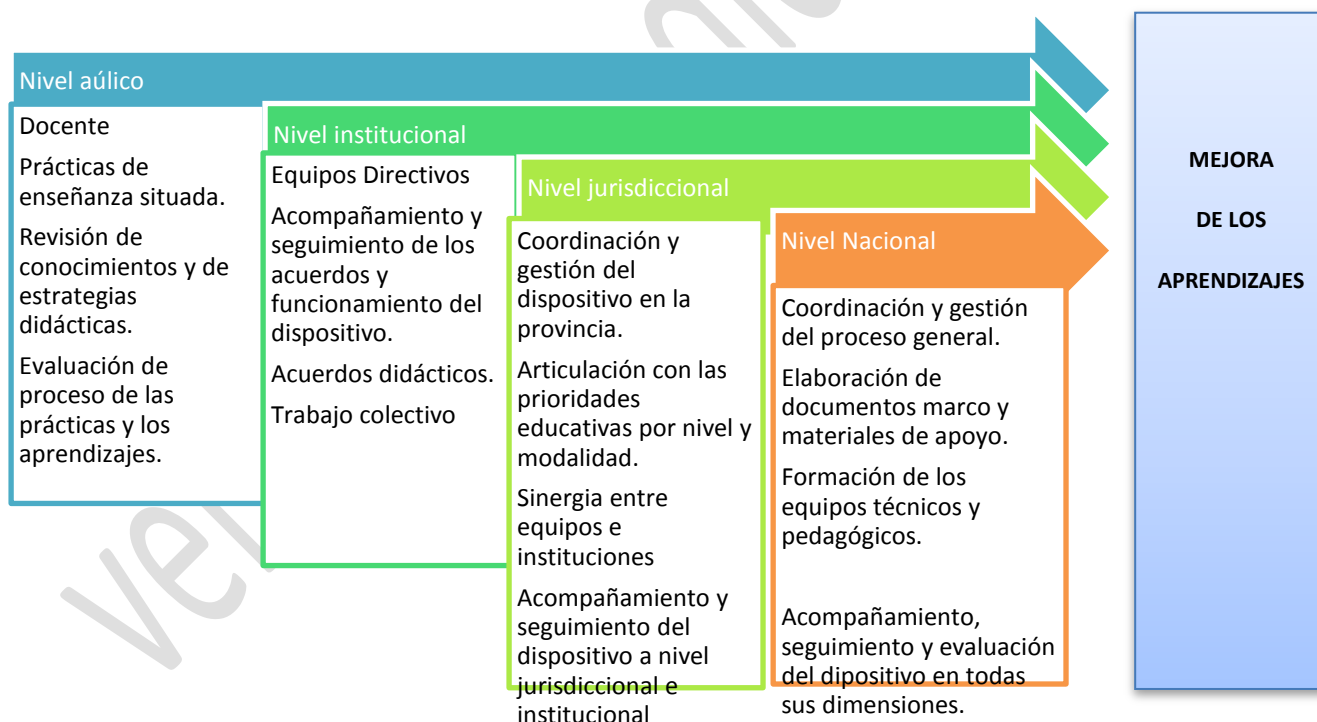 Nivel aúlico
Docente
Prácticas de
enseñanza situada.
Revisión de
conocimientos y de
estrategias
didácticas.
Evaluación de
proceso de las
prácticas y los
aprendizajes.
Nivel institucional
Equipos Directivos
Acompañamiento y
seguimiento de los
acuerdos y
funcionamiento del
dispositivo.
Acuerdos didácticos.
Trabajo colectivo
Nivel jurisdiccional
Coordinación y
gestión del
dispositivo en la
provincia.
Articulación con las
prioridades
educativas por nivel y
modalidad.
Sinergia entre
equipos e
instituciones
Acompañamiento y
seguimiento del
dispositivo a nivel
jurisdiccional e
institucional
Nivel Nacional
Coordinación y gestión
del proceso general.
Elaboración de
documentos marco y
materiales de apoyo.
Formación de los
equipos técnicos y
pedagógicos.
Acompañamiento,
seguimiento y evaluación
del dipositivo en todas
sus dimensiones.
MEJORA
DE LOS
APRENDIZAJES